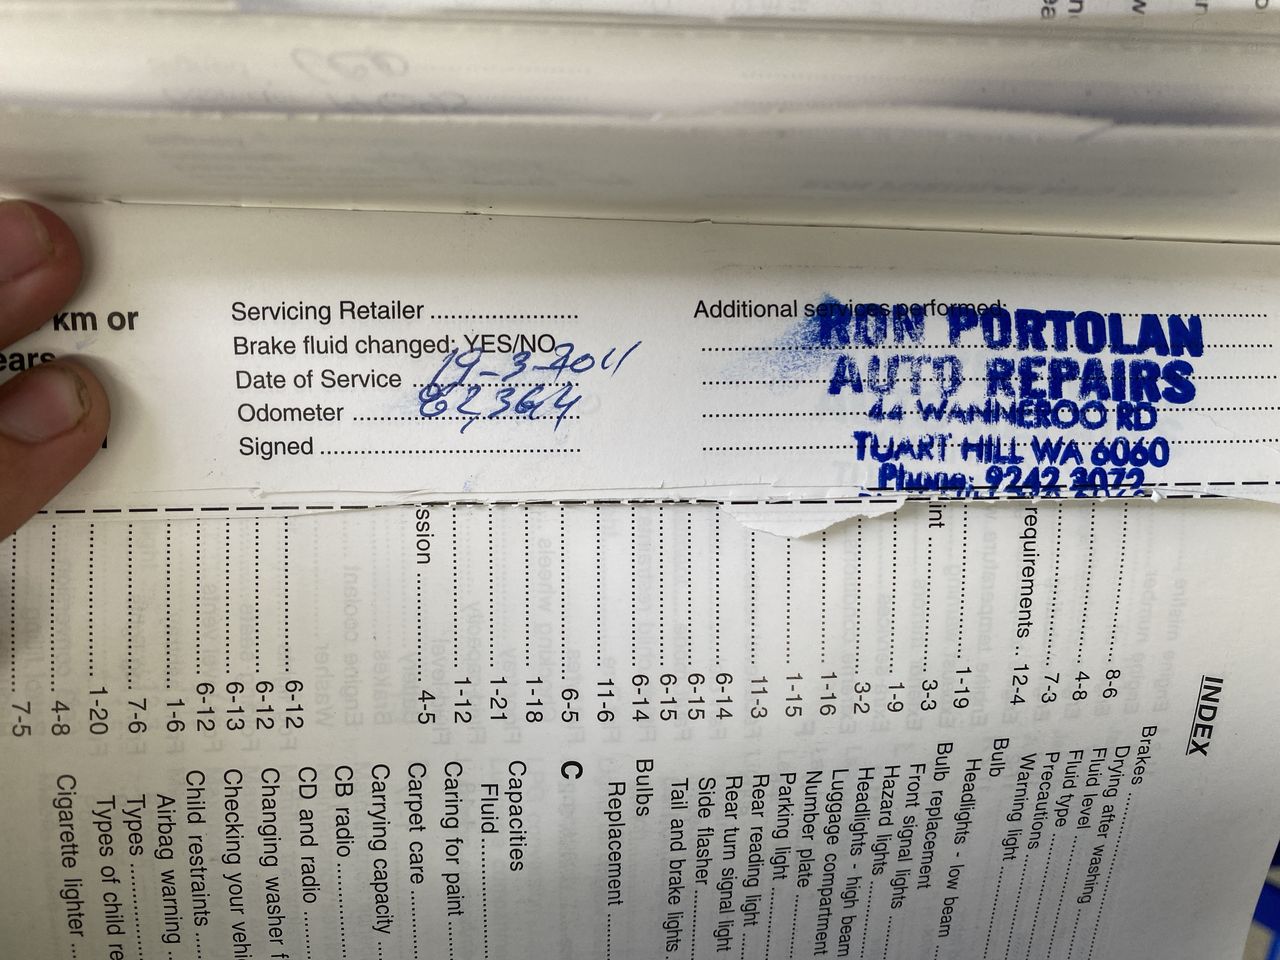 km or
ears
Servicing Retailer
Brake fluid changed: YES/NO
Date of Service 19-3-2011
Odometer 82364
Signed
Additional services performed:
RON PORTOLAN
AUTO REPAIRS
44 WANNEROO RD
TUART HILL WA 6060
Phone: 9242 3072
INDEX
Brakes
Drying after washing 8-6
Fluid level 4-8
Fluid type 7-3
Precautions
Warning light
Bulb
Headlights - low beam
Bulb replacement
Front signal lights
Hazard lights
Headlights - high beam
Luggage compartment
Number plate
Parking light
Rear reading light
Rear turn signal light
Side flasher
Tail and brake lights
Bulbs
Replacement
C
Capacities
Fluid
Caring for paint
Carpet care
Carrying capacity
CB radio
CD and radio
Changing washer f
Checking your vehi
Child restraints
Airbag warning
Types
Types of child re
Cigarette lighter
requirements 12-4
1-19
int 3-3
1-9
3-2
1-16
1-15
11-3
6-14
6-15
6-15
6-14
11-6
6-5
1-18
1-21
1-12
ssion 4-5
6-12
6-12
6-13
6-12
1-6
7-6
1-20
4-8
7-5